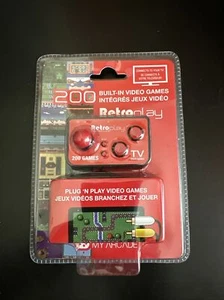 200
BUILT-IN VIDEO GAMES
INTÉGRÉS JEUX VIDÉO
Retroplay
Retroplay
200 GAMES
TV
PLUG 'N PLAY VIDEO GAMES
JEUX VIDÉOS BRANCHEZ ET JOUER
MY ARCADE